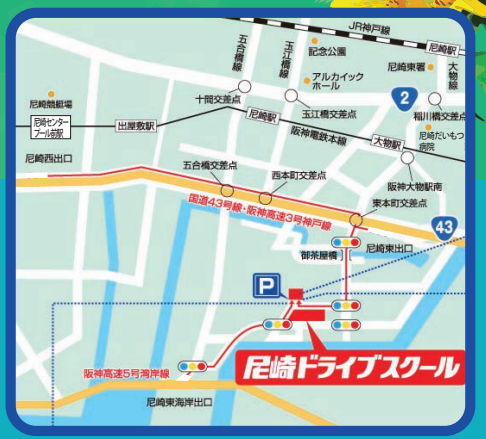 JR神戸線
五合橋線
玉江橋線
記念公園
尼崎駅
尼崎東署
大物線
アルカイック
ホール
尼崎競艇場
十間交差点
玉江橋交差点
2
稲川橋交差点
尼崎センター
プール前駅
出屋敷駅
尼崎駅
阪神電鉄本線
大物駅
尼崎だいもつ
病院
尼崎西出口
五合橋交差点
西本町交差点
阪神大物駅南
国道43号線・阪神高速3号神戸線
東本町交差点
43
御茶屋橋
尼崎東出口
P
尼崎ドライブスクール
阪神高速5号湾岸線
尼崎東海岸出口